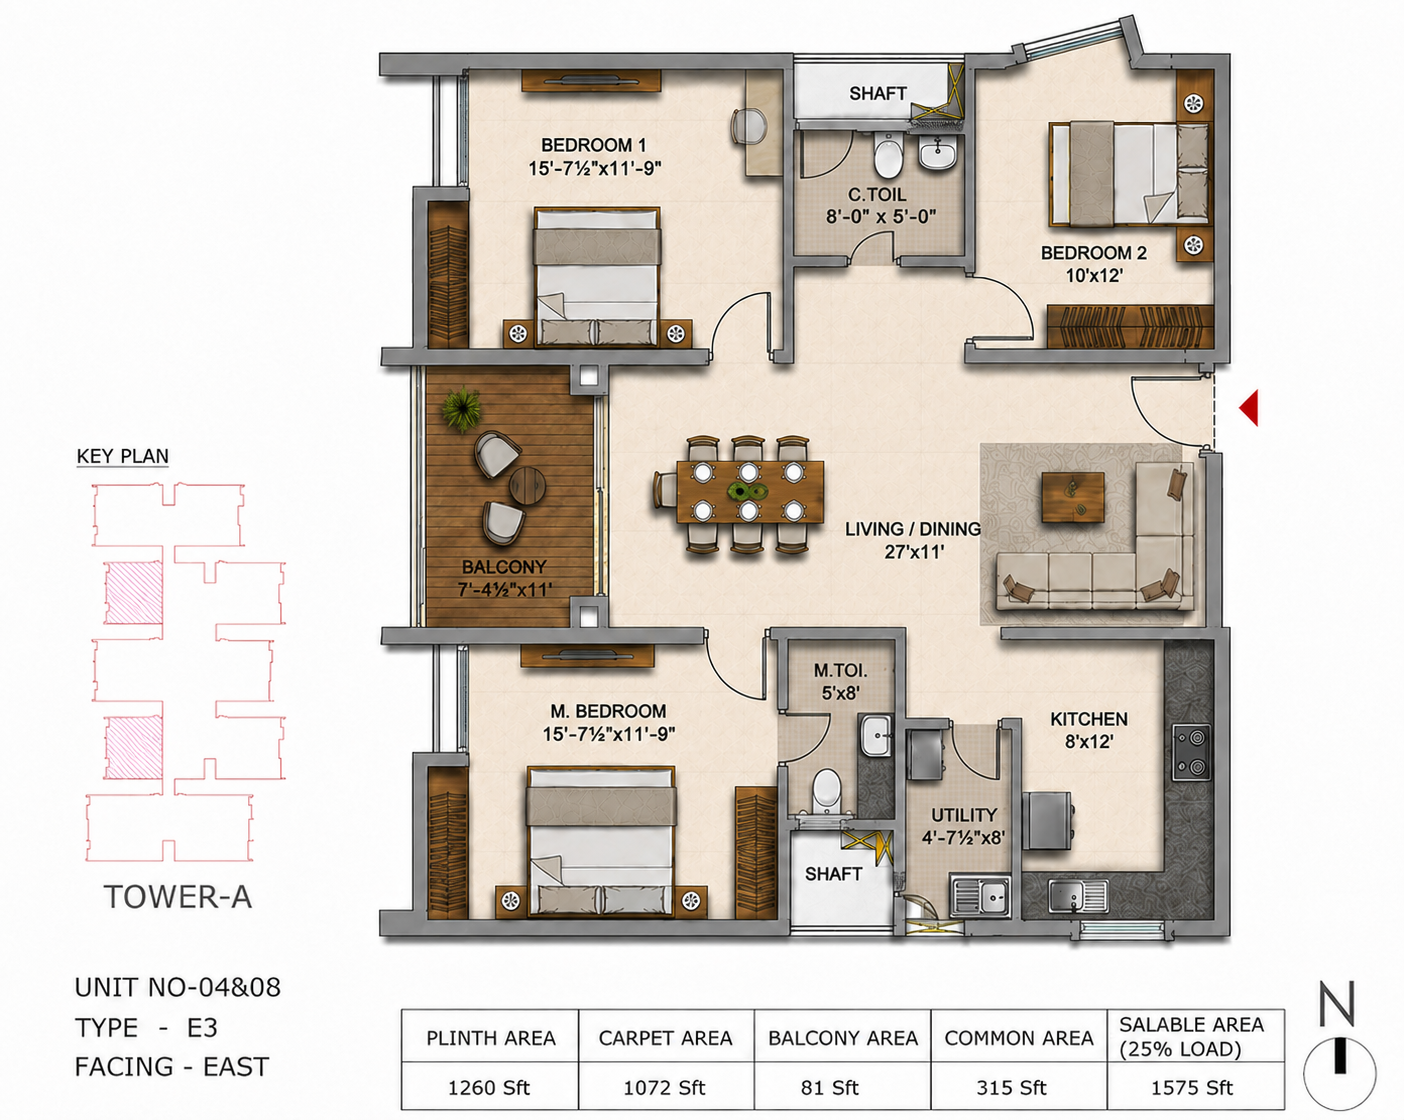 SHAFT
BEDROOM 1
15'-7½"x11'-9"
C.TOIL
8'-0" x 5'-0"
BEDROOM 2
10'x12'
KEY PLAN
LIVING / DINING
27'x11'
BALCONY
7'-4½"x11'
M.TOI.
5'x8'
M. BEDROOM
15'-7½"x11'-9"
KITCHEN
8'x12'
UTILITY
4'-7½"x8'
SHAFT
TOWER-A
UNIT NO-04&08
TYPE - E3
FACING - EAST
N
PLINTH AREA CARPET AREA BALCONY AREA COMMON AREA SALABLE AREA
(25% LOAD)
1260 Sft 1072 Sft 81 Sft 315 Sft 1575 Sft